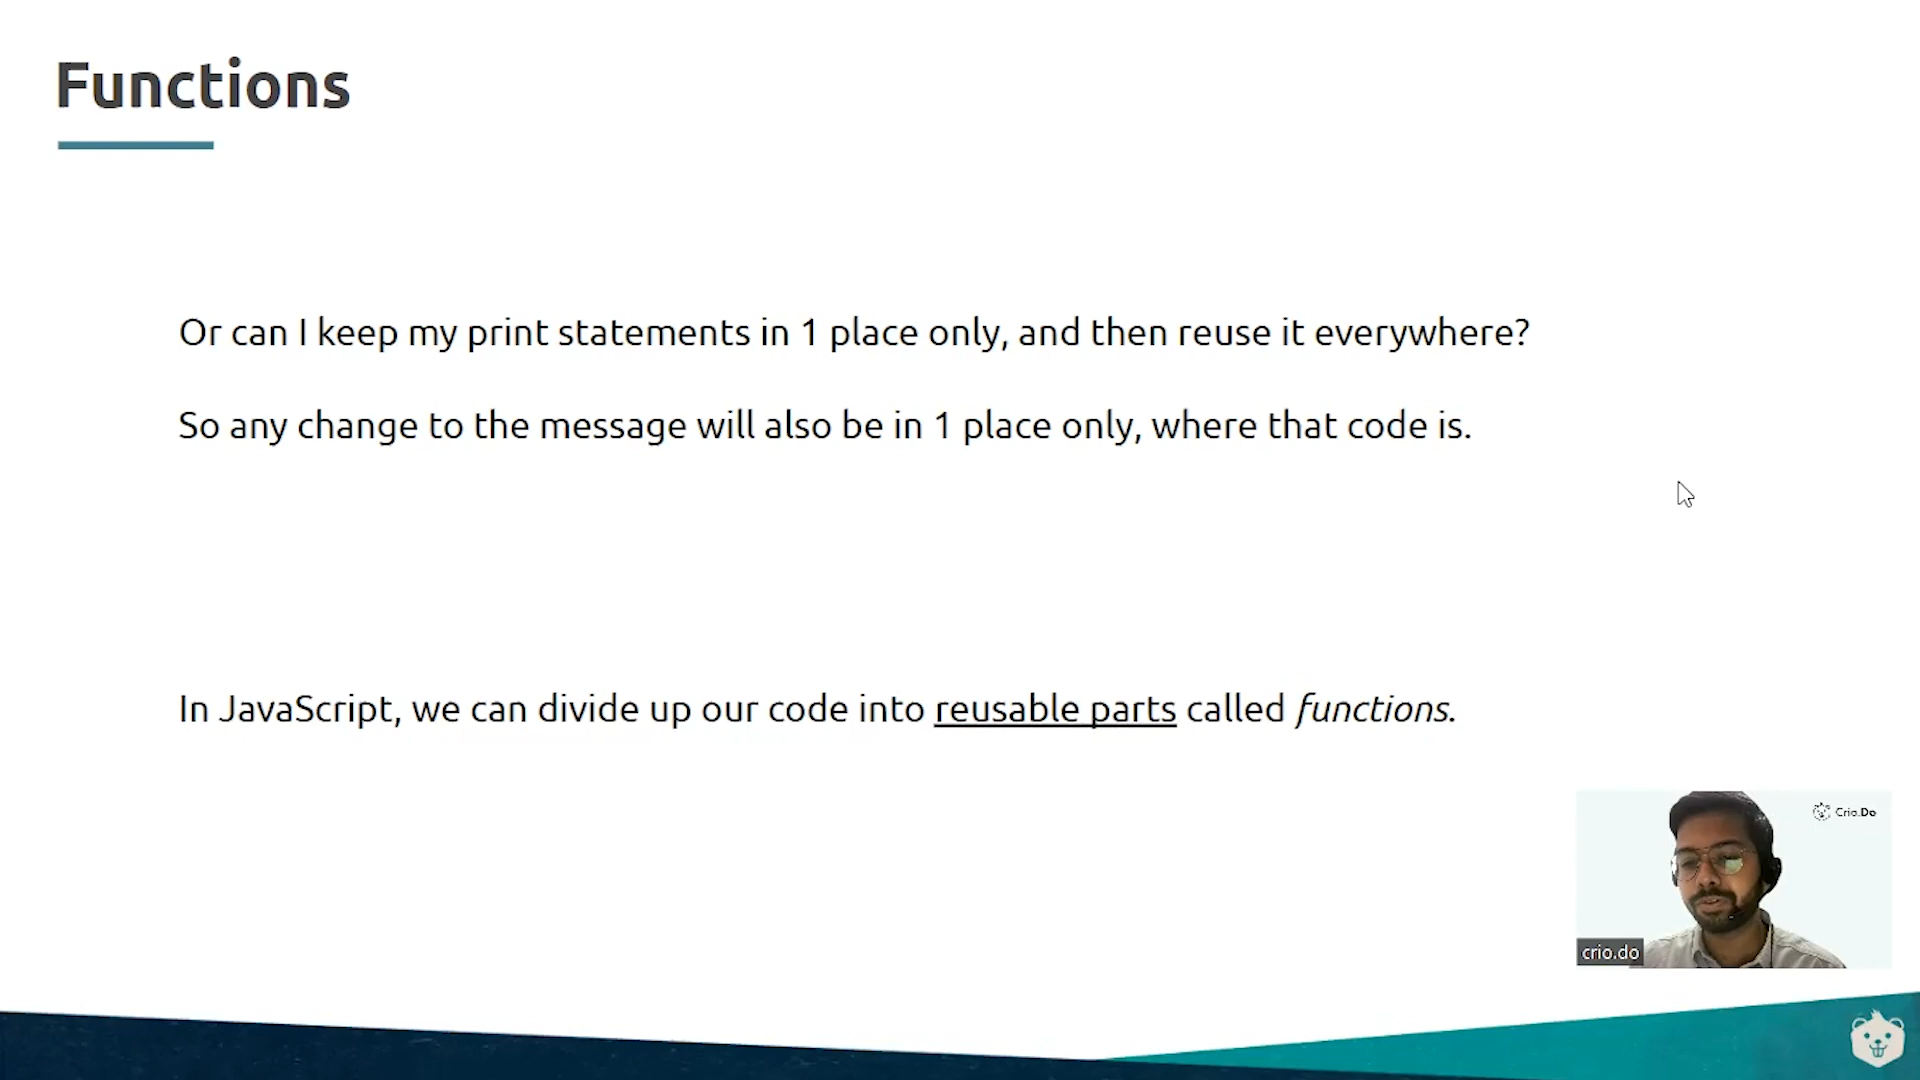 Functions
Or can I keep my print statements in 1 place only, and then reuse it everywhere?
So any change to the message will also be in 1 place only, where that code is.
In JavaScript, we can divide up our code into reusable parts called functions.
Crio.Do
crio.do